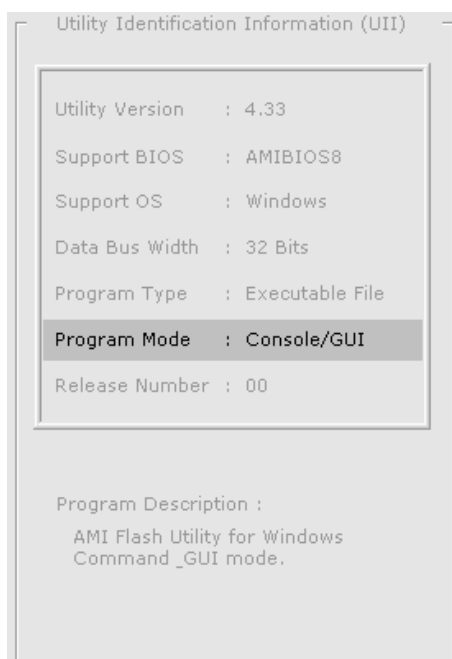 Utility Identification Information (UII)
Utility Version : 4.33
Support BIOS : AMIBIOS8
Support OS : Windows
Data Bus Width : 32 Bits
Program Type : Executable File
Program Mode : Console/GUI
Release Number : 00
Program Description :
AMI Flash Utility for Windows
Command _GUI mode.